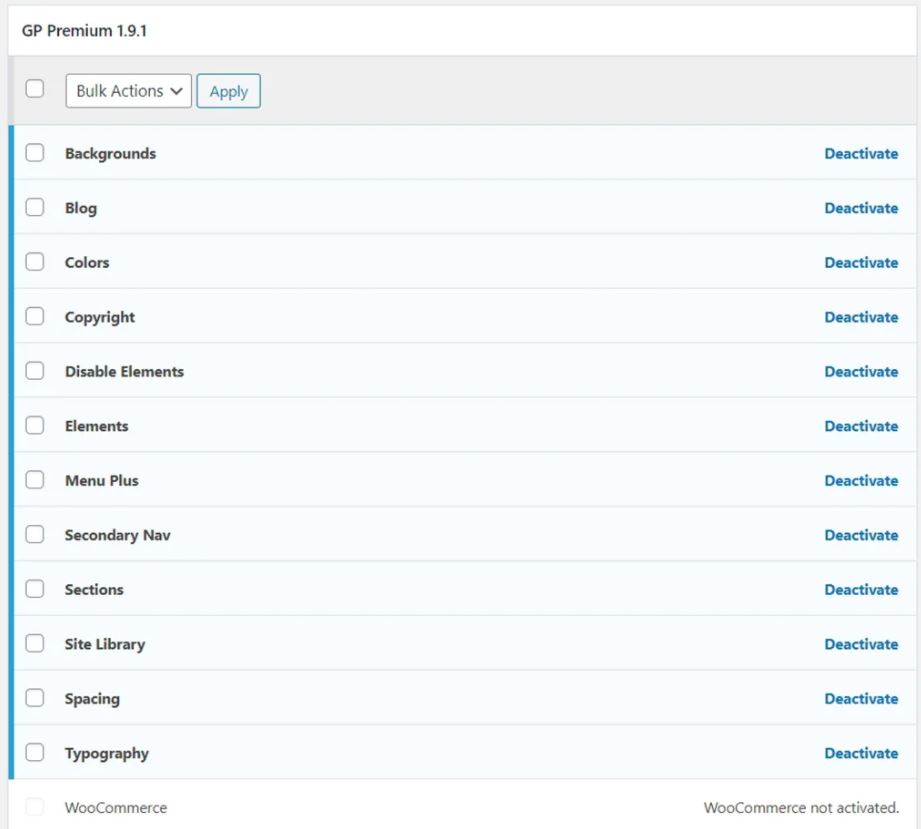 GP Premium 1.9.1
Bulk Actions Apply
Backgrounds Deactivate
Blog Deactivate
Colors Deactivate
Copyright Deactivate
Disable Elements Deactivate
Elements Deactivate
Menu Plus Deactivate
Secondary Nav Deactivate
Sections Deactivate
Site Library Deactivate
Spacing Deactivate
Typography Deactivate
WooCommerce WooCommerce not activated.